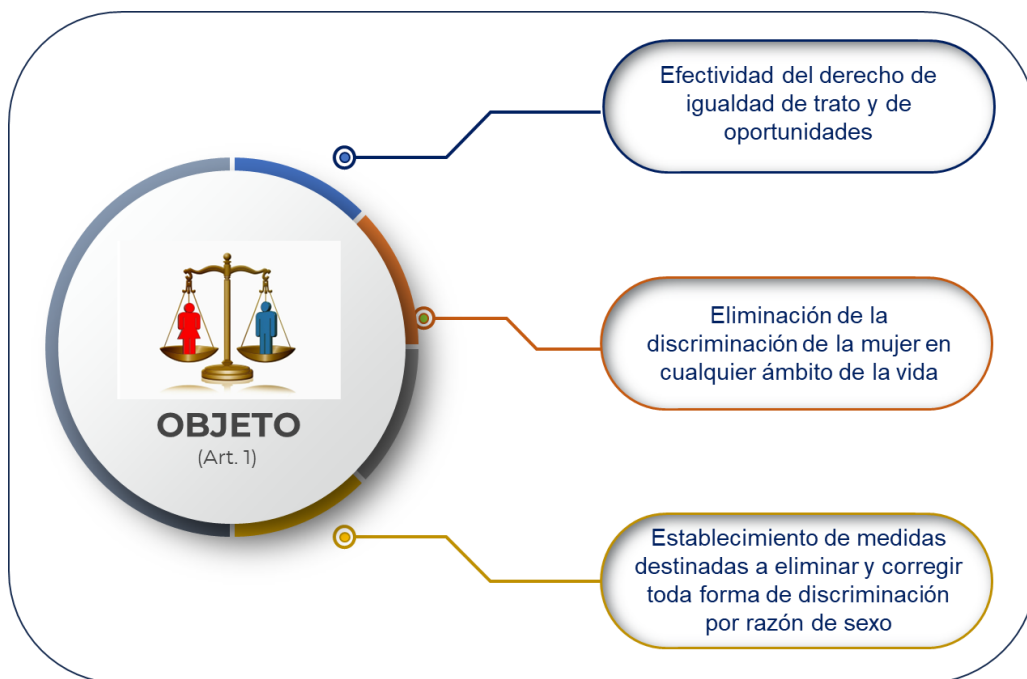 Efectividad del derecho de
igualdad de trato y de
oportunidades
OBJETO
(Art. 1)
Eliminación de la
discriminación de la mujer en
cualquier ámbito de la vida
Establecimiento de medidas
destinadas a eliminar y corregir
toda forma de discriminación
por razón de sexo